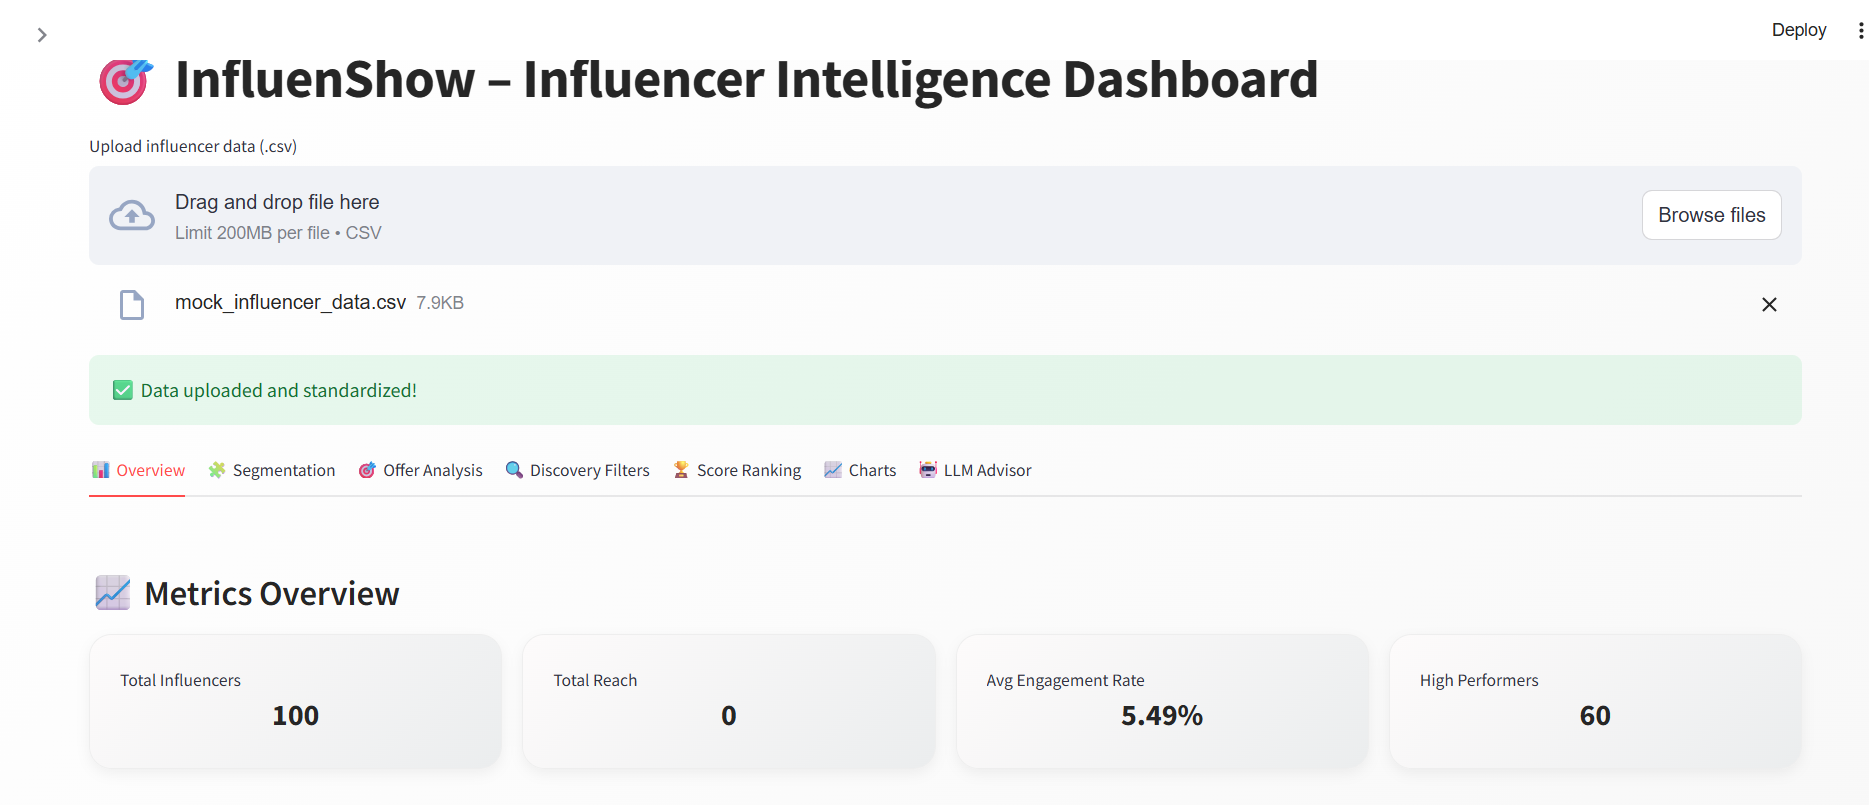 Deploy
InfluenShow – Influencer Intelligence Dashboard
Upload influencer data (.csv)
Drag and drop file here
Limit 200MB per file • CSV
Browse files
mock_influencer_data.csv 7.9KB
Data uploaded and standardized!
Overview Segmentation Offer Analysis Discovery Filters Score Ranking Charts LLM Advisor
Metrics Overview
Total Influencers
100
Total Reach
0
Avg Engagement Rate
5.49%
High Performers
60